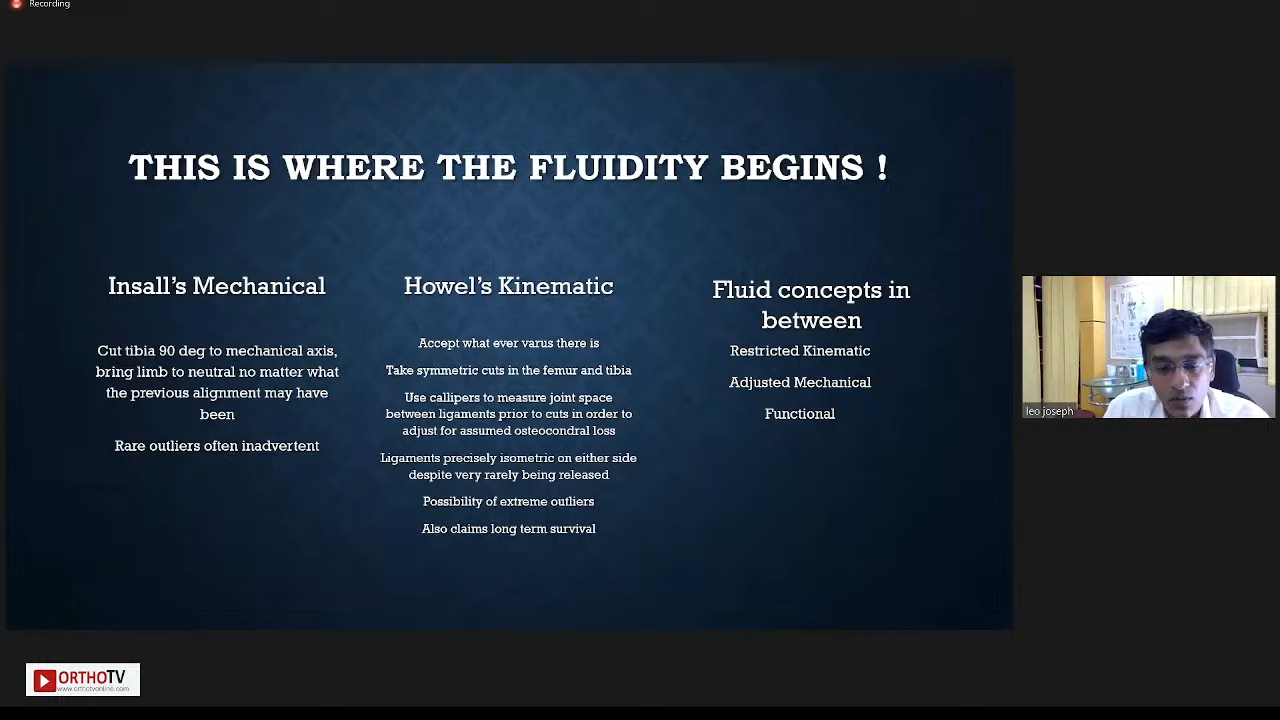 Recording
THIS IS WHERE THE FLUIDITY BEGINS !
Insall's Mechanical
Cut tibia 90 deg to mechanical axis,
bring limb to neutral no matter what
the previous alignment may have
been
Rare outliers often inadvertent
Howel's Kinematic
Accept what ever varus there is
Take symmetric cuts in the femur and tibia
Use callipers to measure joint space
between ligaments prior to cuts in order to
adjust for assumed osteocondral loss
Ligaments precisely isometric on either side
despite very rarely being released
Possibility of extreme outliers
Also claims long term survival
Fluid concepts in
between
Restricted Kinematic
Adjusted Mechanical
Functional
leo joseph
ORTHOTV
www.orthotvonline.com